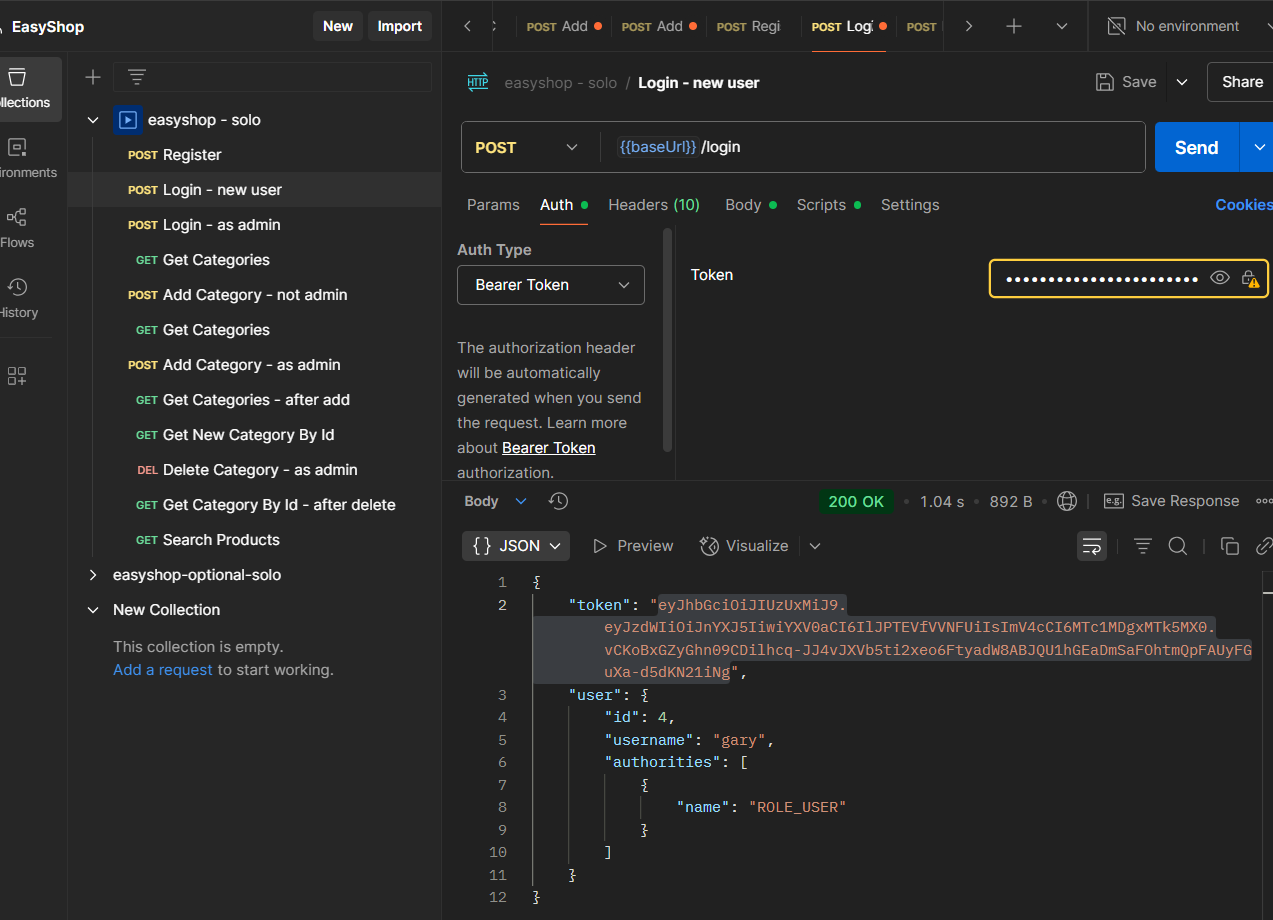 EasyShop
New
Import
POST Add
POST Add
POST Regi
POST Log
POST
No environment
llections
ironments
Flows
History
easyshop - solo
POST Register
POST Login - new user
POST Login - as admin
GET Get Categories
POST Add Category - not admin
GET Get Categories
POST Add Category - as admin
GET Get Categories - after add
GET Get New Category By Id
DEL Delete Category - as admin
GET Get Category By Id - after delete
GET Search Products
easyshop-optional-solo
New Collection
This collection is empty.
Add a request to start working.
HTTP easyshop - solo / Login - new user
Save
Share
POST {{baseUrl}} /login
Send
Params Auth Headers (10) Body Scripts Settings Cookies
Auth Type
Bearer Token
The authorization header
will be automatically
generated when you send
the request. Learn more
about Bearer Token
authorization.
Token
Body
200 OK • 1.04 s • 892 B
e.g. Save Response
{} JSON Preview Visualize
1 {
2 "token": "eyJhbGciOiJIUzUxMiJ9.
eyJzdWIiOiJnYXJ5IiwiYXV0aCI6IlJPTEVfVVNFUiIsImV4cCI6MTc1MDgxMTk5MX0.
vCKoBxGZyGhn09CDilhcq-JJ4vJXVb5ti2xeo6FtyadW8ABJQU1hGEaDmSaFOhtmQpFAUyFG
uXa-d5dKN21iNg",
3 "user": {
4 "id": 4,
5 "username": "gary",
6 "authorities": [
7 {
8 "name": "ROLE_USER"
9 }
10 ]
11 }
12 }